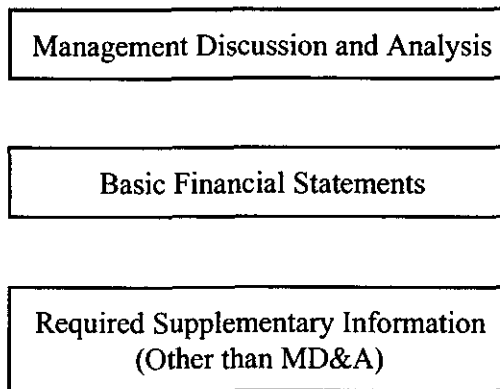 Management Discussion and Analysis
Basic Financial Statements
Required Supplementary Information
(Other than MD&A)